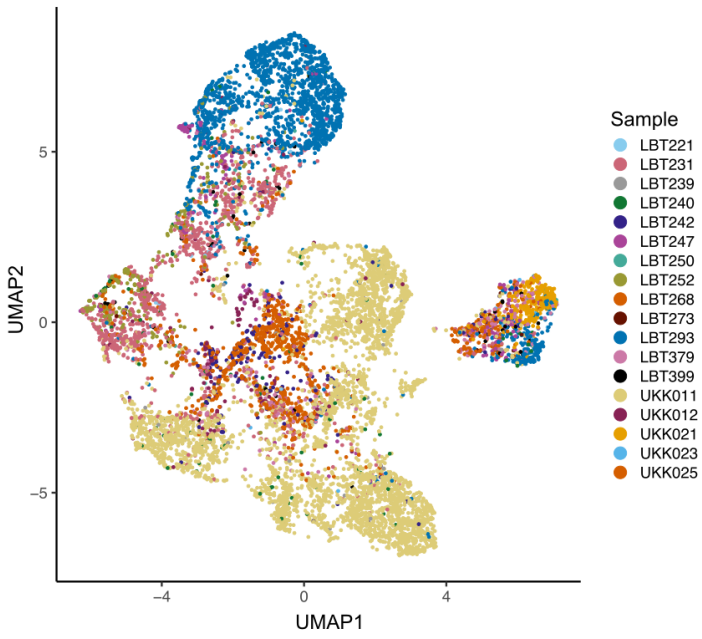 Sample
LBT221
LBT231
LBT239
LBT240
LBT242
LBT247
LBT250
LBT252
LBT268
LBT273
LBT293
LBT379
LBT399
UKK011
UKK012
UKK021
UKK023
UKK025
UMAP2
5
0
−5
−4
0
4
UMAP1